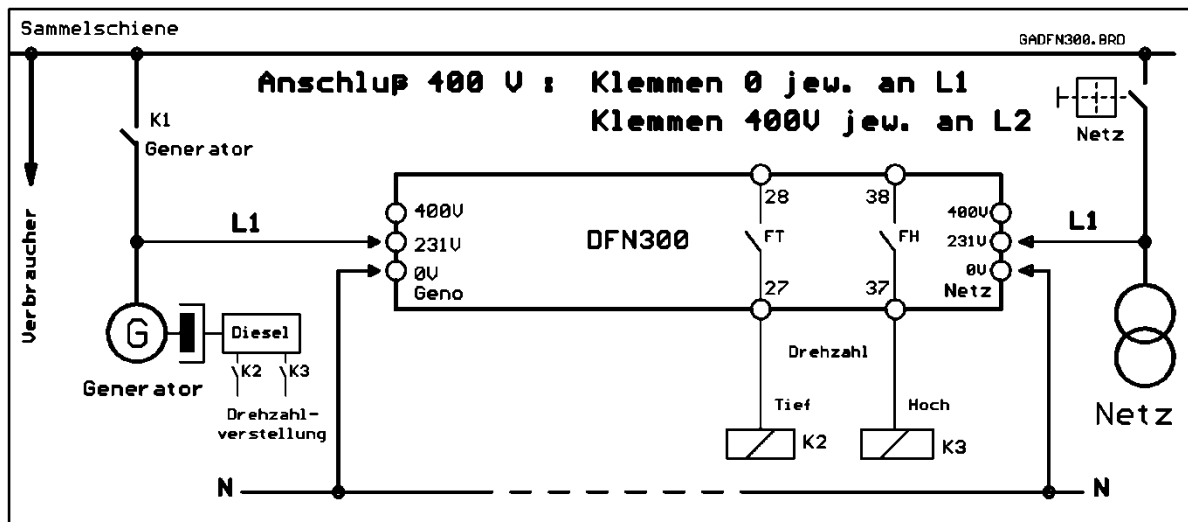 Sammelschiene
GADFN300.BRD
Anschluß 400 V : Klemmen 0 jew. an L1
Klemmen 400V jew. an L2
K1
Generator
Netz
Verbraucher
L1
400V
231V
0V
Geno
DFN300
28
FT
27
38
FH
37
400V
231V
0V
Netz
L1
G
Diesel
K2
K3
Generator
Drehzahl-
verstellung
Drehzahl
Tief
Hoch
K2
K3
Netz
N
N